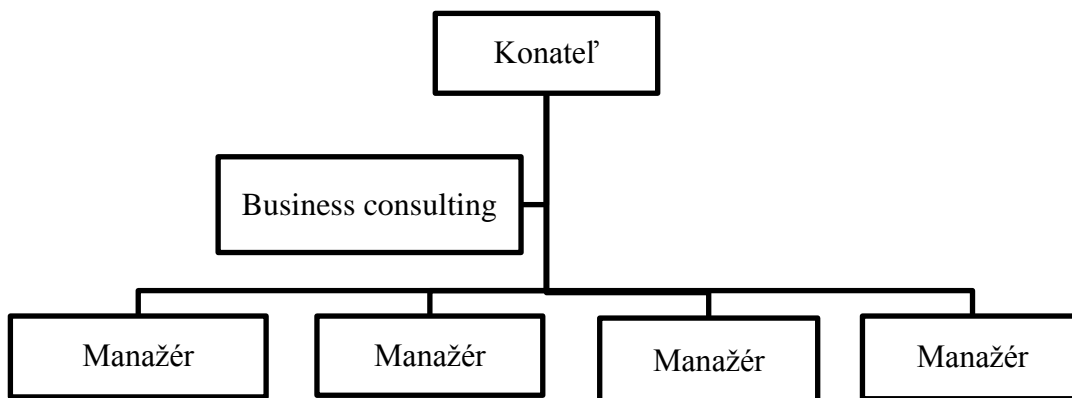 Konateľ
Business consulting
Manažér
Manažér
Manažér
Manažér